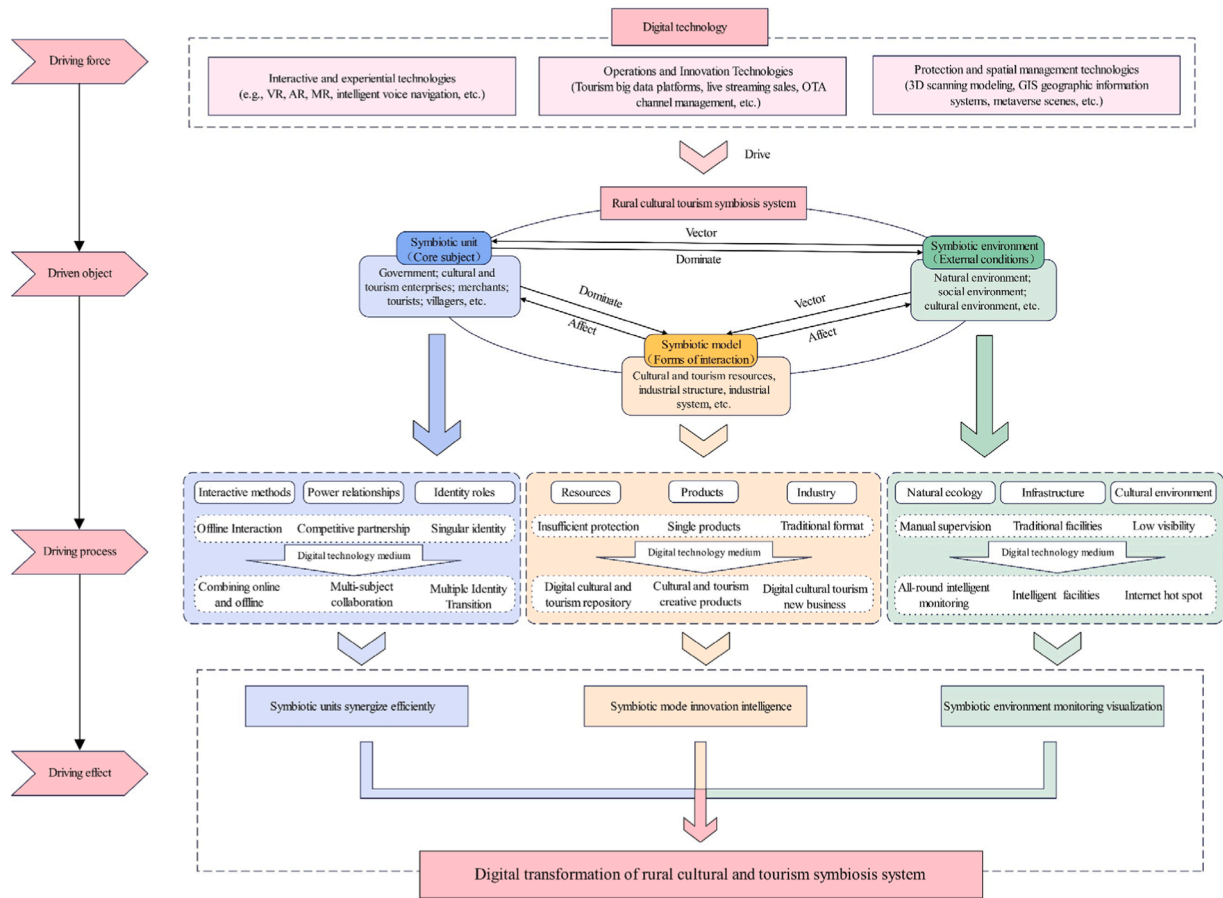 Driving force
Digital technology
Interactive and experiential technologies
(e.g., VR, AR, MR, intelligent voice navigation, etc.)
Operations and Innovation Technologies
(Tourism big data platforms, live streaming sales, OTA
channel management, etc.)
Protection and spatial management technologies
(3D scanning modeling, GIS geographic information
systems, metaverse scenes, etc.)
Drive
Driven object
Rural cultural tourism symbiosis system
Symbiotic unit
(Core subject)
Government; cultural and
tourism enterprises; merchants;
tourists; villagers, etc.
Vector
Dominate
Symbiotic environment
(External conditions)
Natural environment;
social environment;
cultural environment, etc.
Dominate
Affect
Vector
Affect
Symbiotic model
(Forms of interaction)
Cultural and tourism resources,
industrial structure, industrial
system, etc.
Driving process
Interactive methods
Power relationships
Identity roles
Offline Interaction
Competitive partnership
Singular identity
Digital technology medium
Combining online
and offline
Multi-subject
collaboration
Multiple Identity
Transition
Resources
Products
Industry
Insufficient protection
Single products
Traditional format
Digital technology medium
Digital cultural and
tourism repository
Cultural and tourism
creative products
Digital cultural tourism
new business
Natural ecology
Infrastructure
Cultural environment
Manual supervision
Traditional facilities
Low visibility
Digital technology medium
All-round intelligent
monitoring
Intelligent facilities
Internet hot spot
Driving effect
Symbiotic units synergize efficiently
Symbiotic mode innovation intelligence
Symbiotic environment monitoring visualization
Digital transformation of rural cultural and tourism symbiosis system